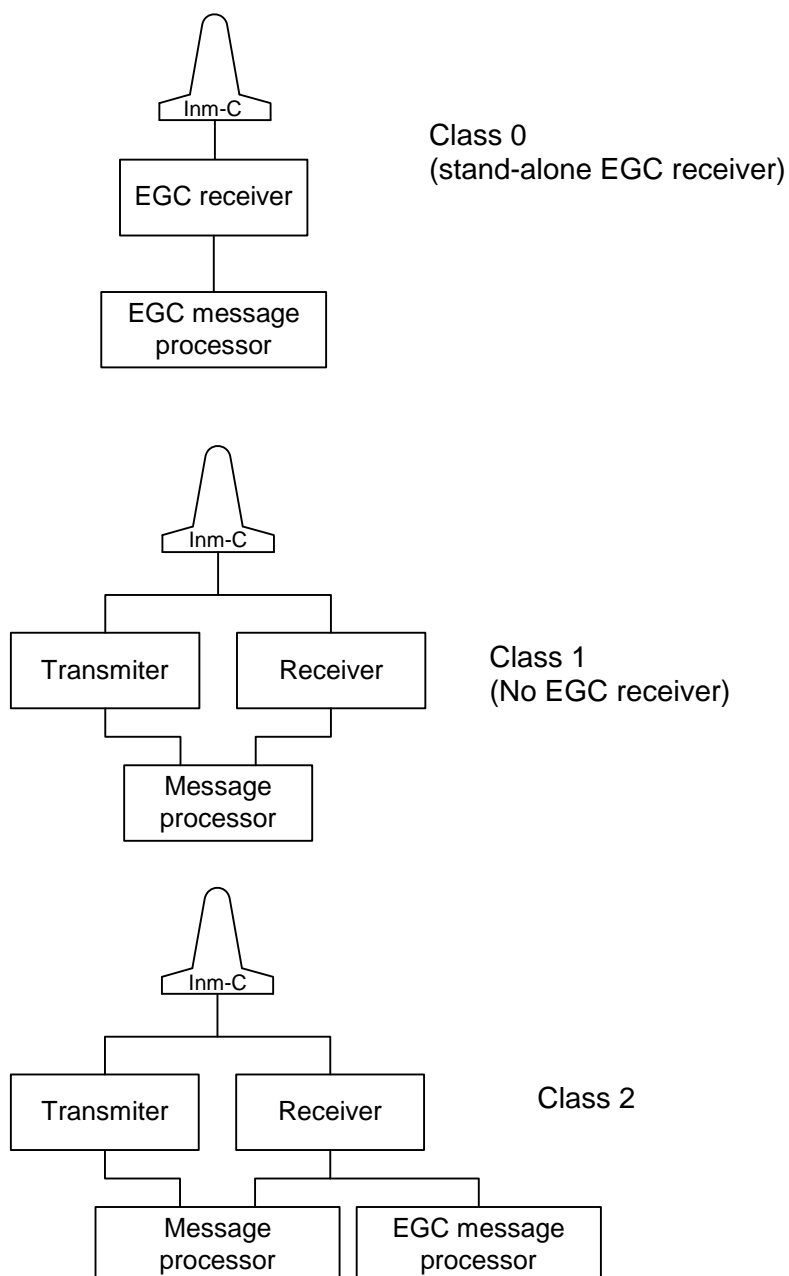 Inm-C
Class 0
(stand-alone EGC receiver)
EGC receiver
EGC message
processor
Inm-C
Transmiter
Receiver
Class 1
(No EGC receiver)
Message
processor
Inm-C
Transmiter
Receiver
Class 2
Message
processor
EGC message
processor